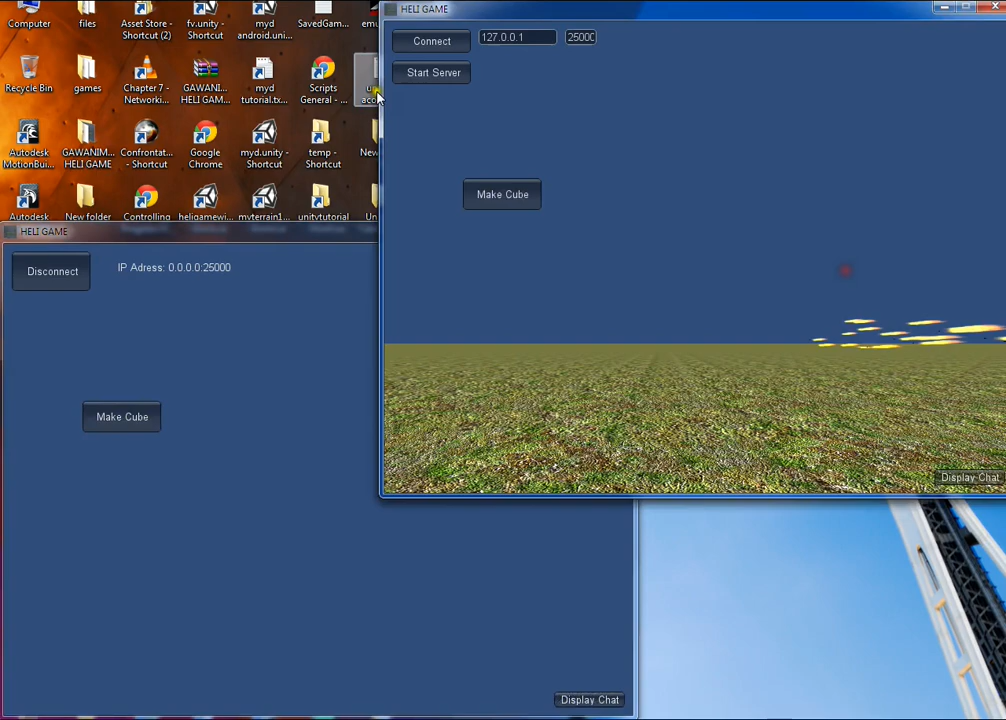 Computer
files
Asset Store -
Shortcut (2)
fv.unity -
Shortcut
myd
android.uni...
SavedGam...
Recycle Bin
games
Chapter 7 -
Networki...
GAWANIM...
HELI GAM...
myd
tutorial.tx...
Scripts
General - ...
Autodesk
MotionBui...
GAWANIM...
HELI GAME
Confrontat...
- Shortcut
Google
Chrome
myd.unity -
Shortcut
temp -
Shortcut
Autodesk
New folder
Controlling
heligamewi...
myterrain1...
unitytutorial
HELI GAME
Connect
127.0.0.1
25000
Start Server
Make Cube
Display Chat
HELI GAME
Disconnect
IP Adress: 0.0.0.0:25000
Make Cube
Display Chat